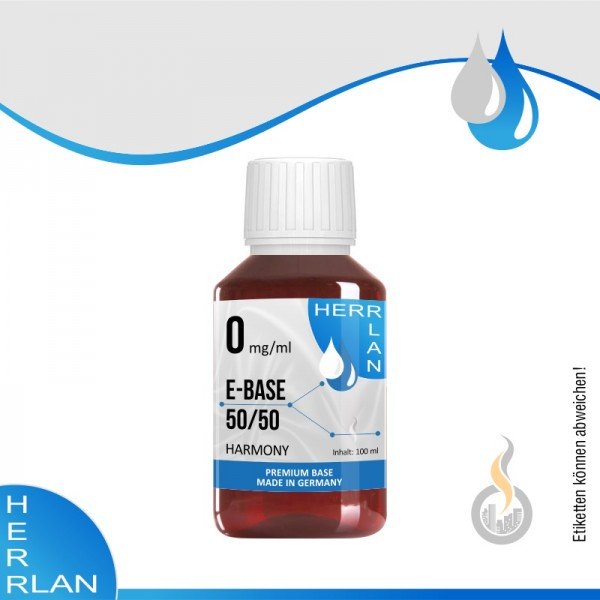 HERR
LAN
0 mg/ml
E-BASE
50/50
HARMONY
Inhalt: 100 ml
PREMIUM BASE
MADE IN GERMANY
Etiketten können abweichen!
HER
RLAN